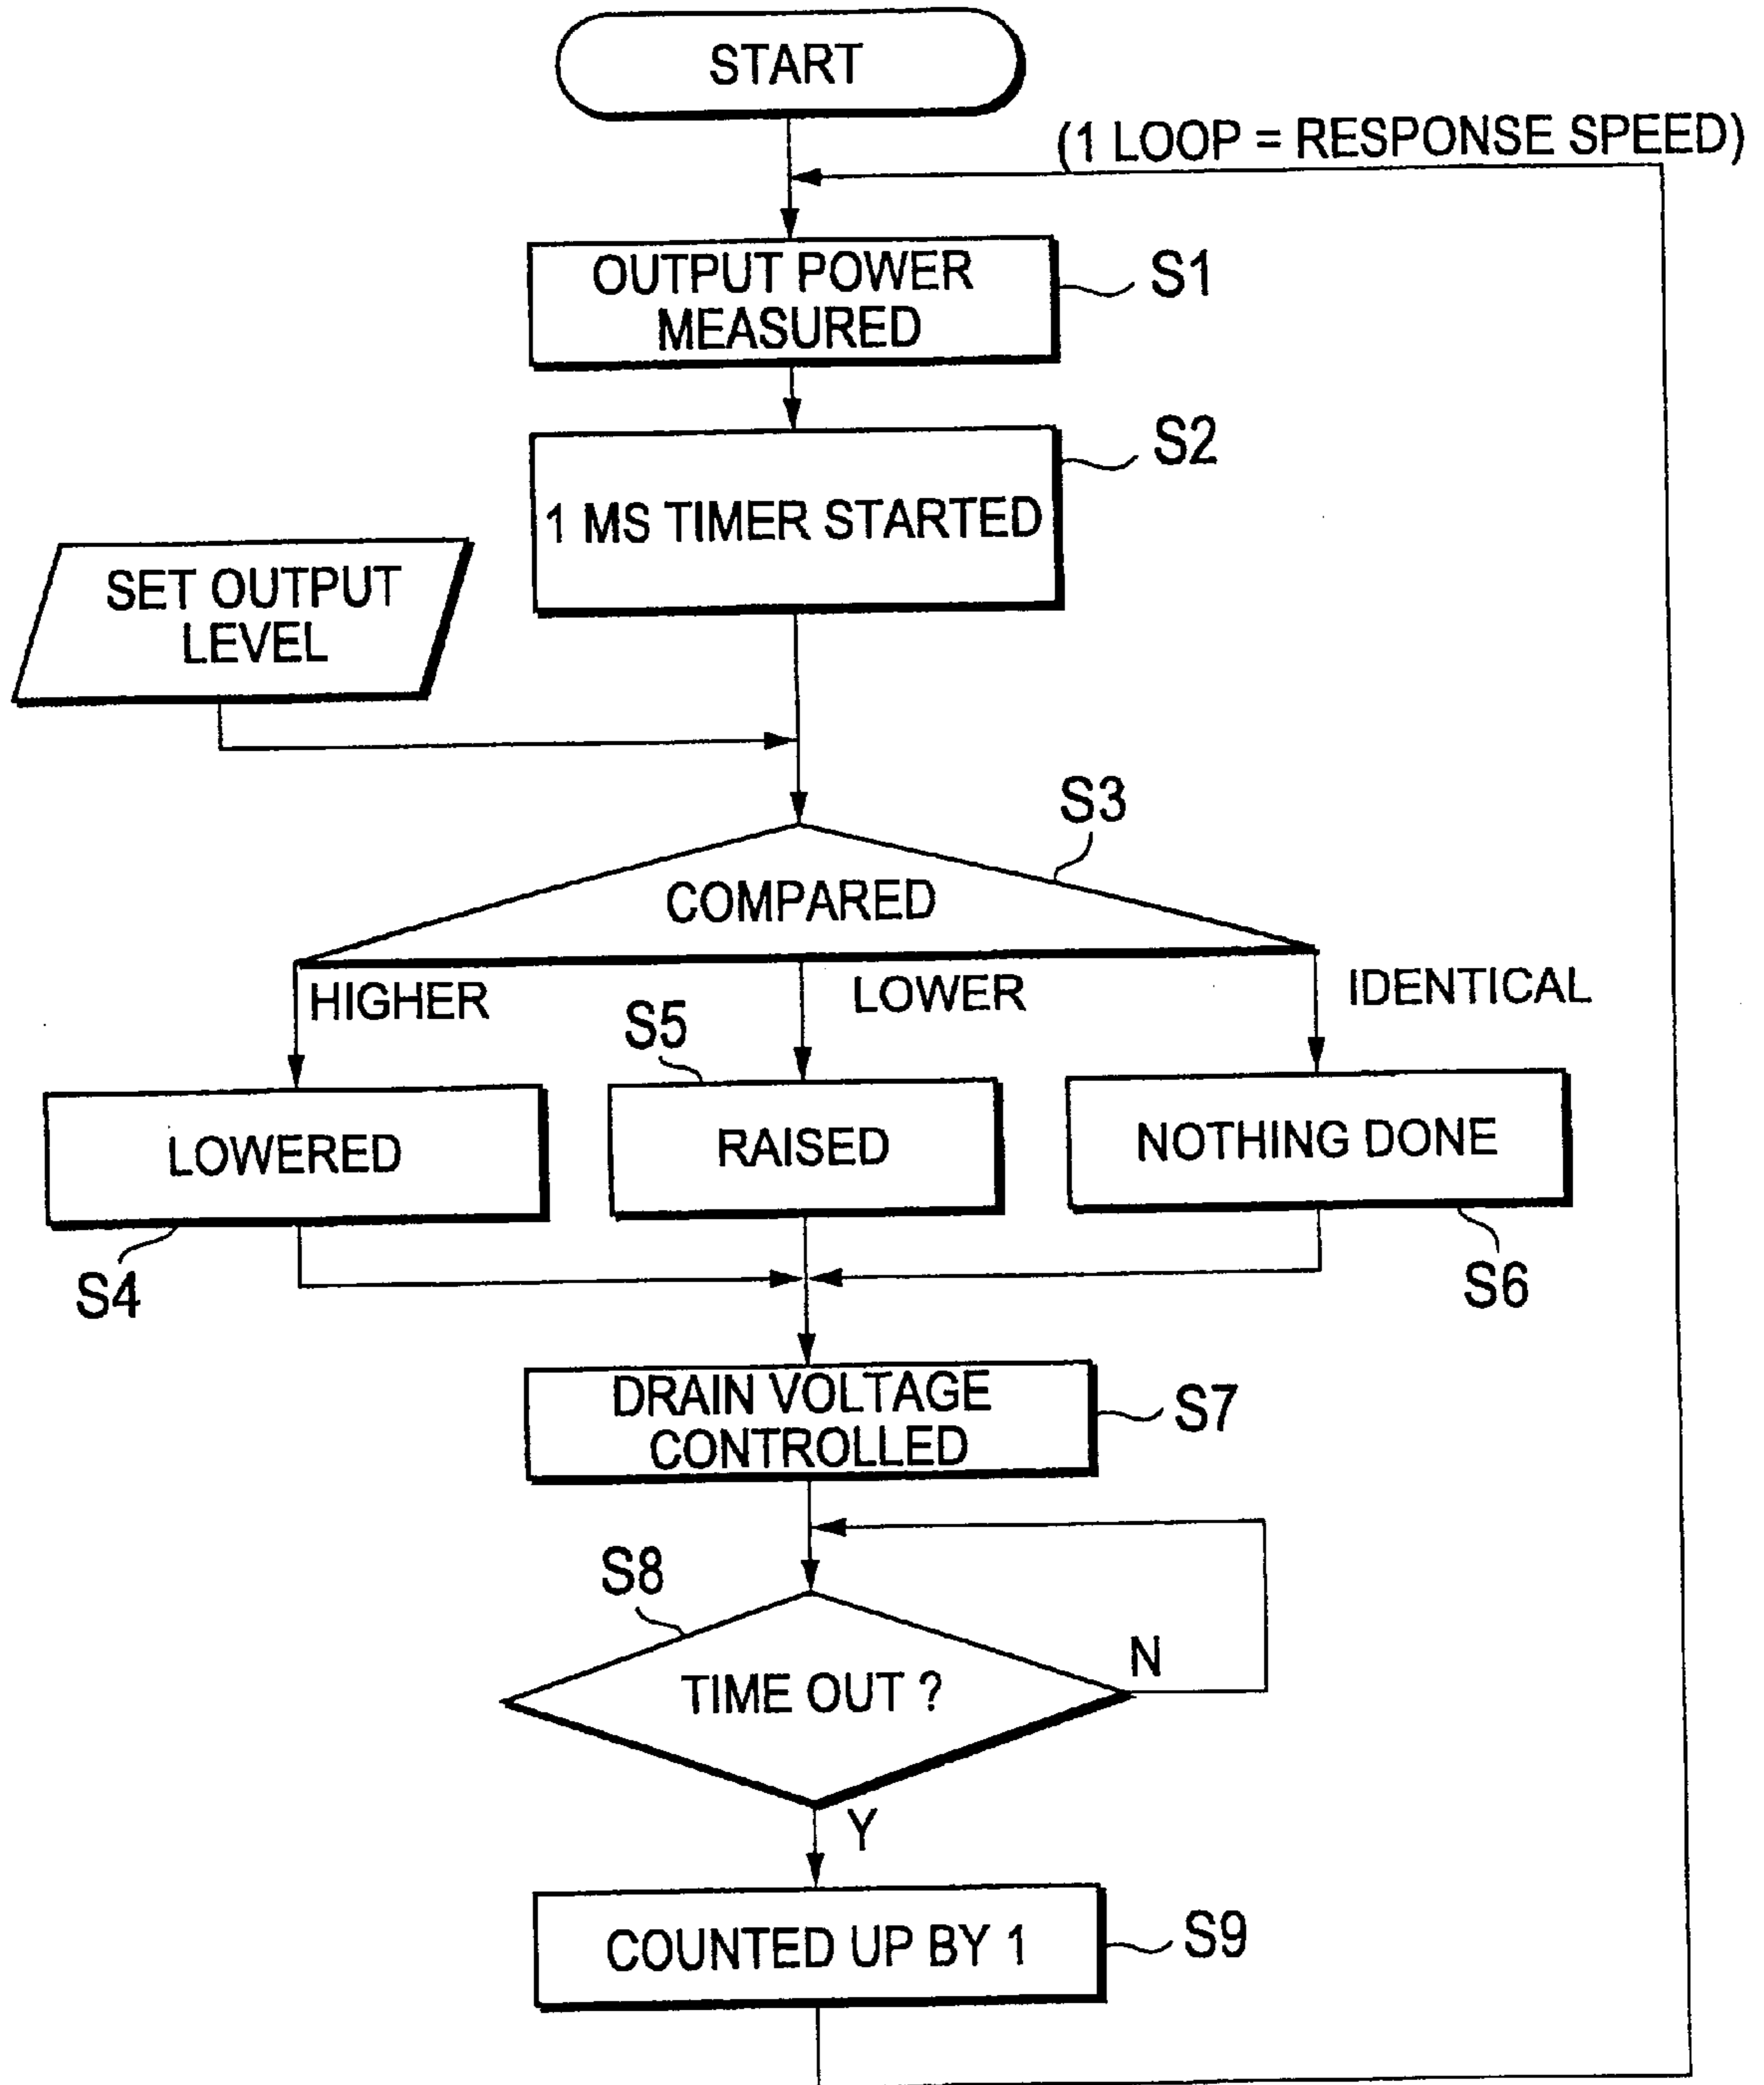 START
(1 LOOP = RESPONSE SPEED)
OUTPUT POWER
MEASURED
S1
S2
1 MS TIMER STARTED
SET OUTPUT
LEVEL
S3
COMPARED
HIGHER
LOWER
IDENTICAL
S5
LOWERED
RAISED
NOTHING DONE
S4
S6
DRAIN VOLTAGE
CONTROLLED
S7
S8
TIME OUT ?
N
Y
COUNTED UP BY 1
S9